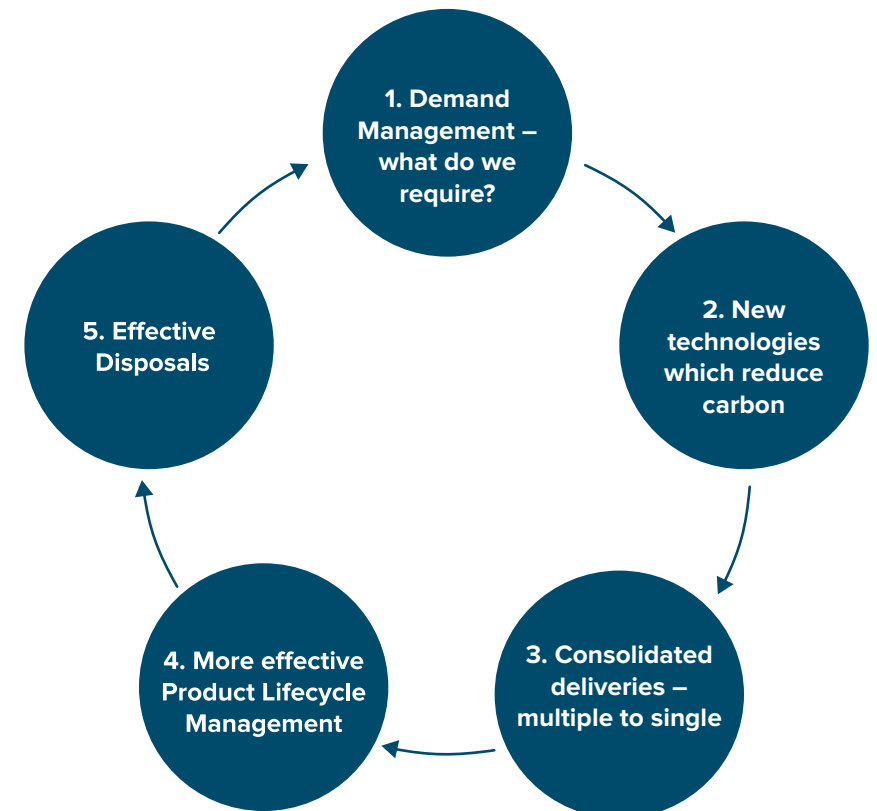 1. Demand
Management –
what do we
require?
2. New
technologies
which reduce
carbon
3. Consolidated
deliveries –
multiple to single
4. More effective
Product Lifecycle
Management
5. Effective
Disposals